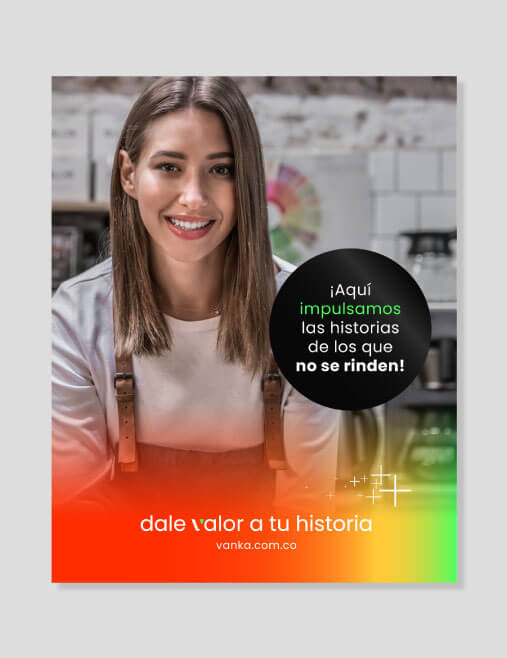 ¡Aquí
impulsamos
las historias
de los que
no se rinden!
dale valor a tu historia
vanka.com.co